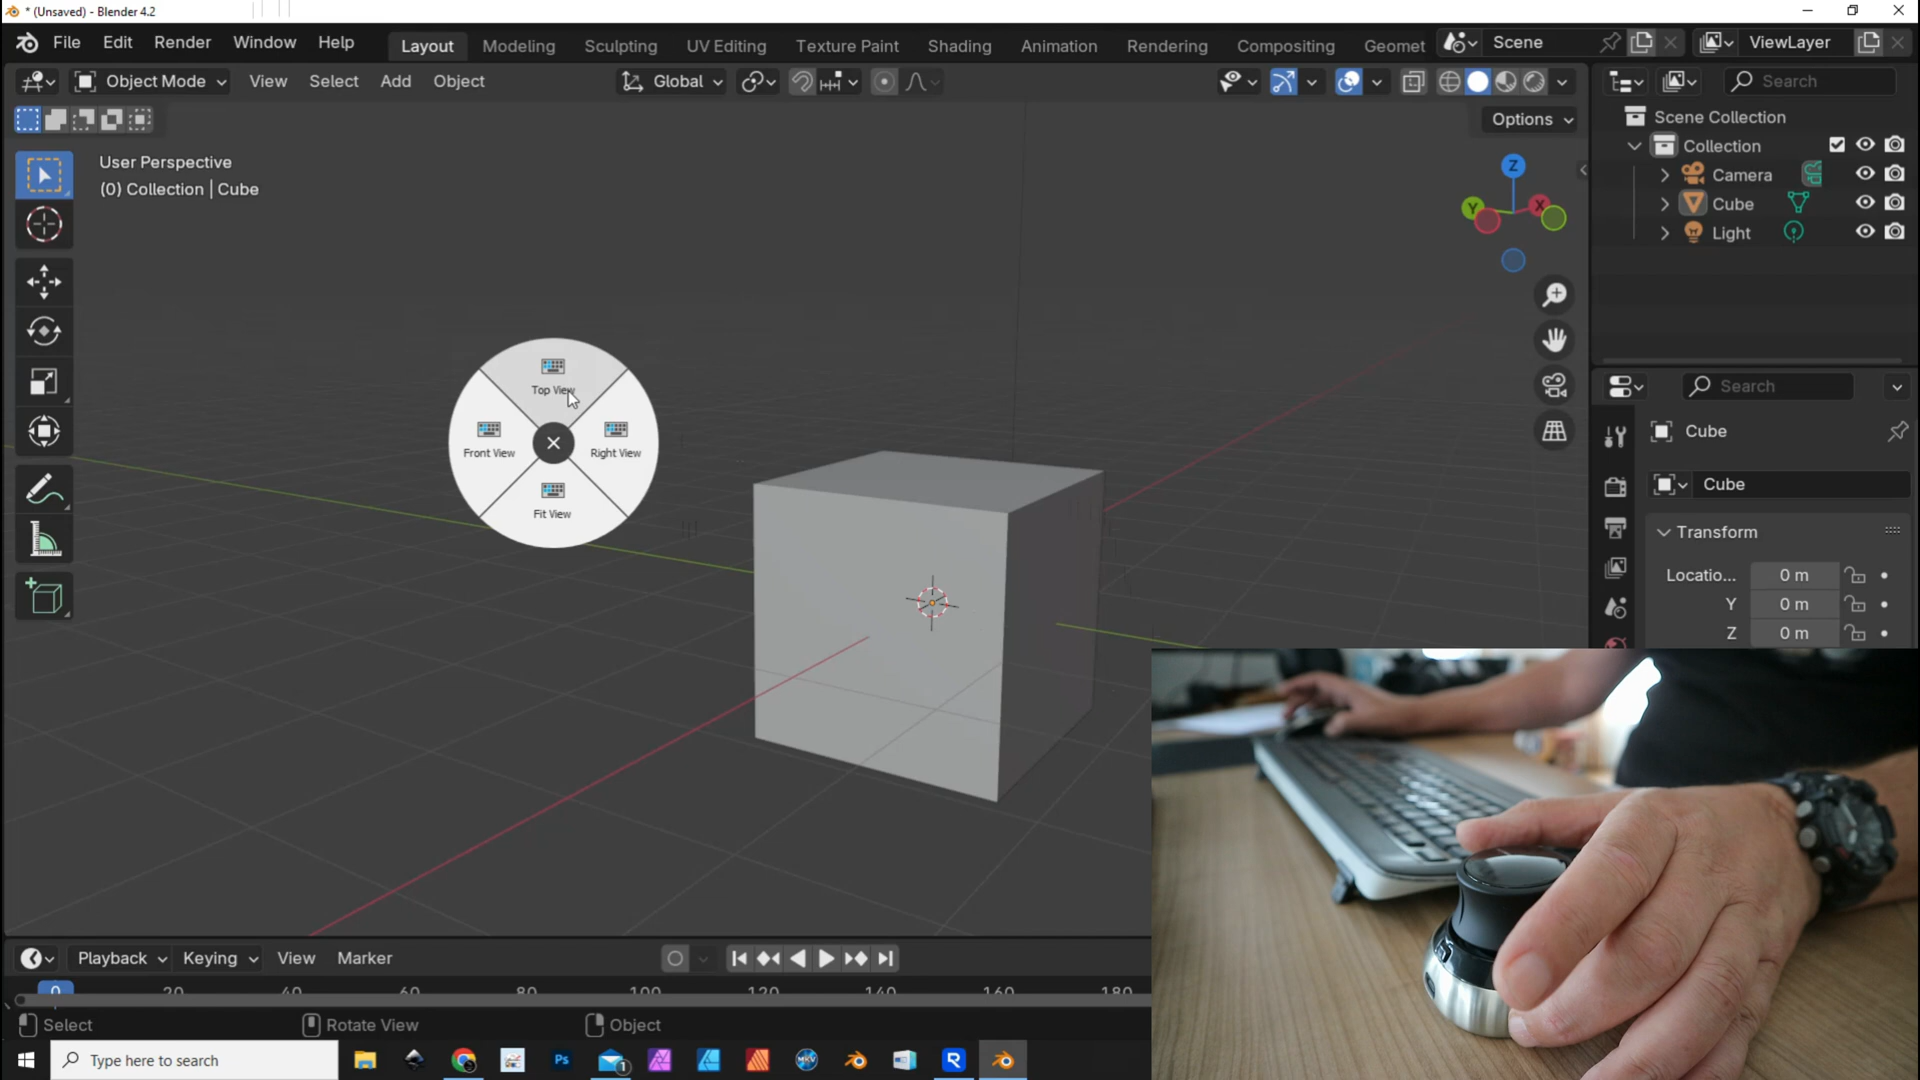 * (Unsaved) - Blender 4.2
File Edit Render Window Help Layout Modeling Sculpting UV Editing Texture Paint Shading Animation Rendering Compositing Geomet Scene ViewLayer
Object Mode View Select Add Object Global Search
Options
Scene Collection
Collection
Camera
Cube
Light
User Perspective
(0) Collection | Cube
Z
Y
X
Top View
Front View
Right View
Fit View
Search
Cube
Cube
Transform
Locatio... 0 m
Y 0 m
Z 0 m
Playback Keying View Marker
0 20 40 60 80 100 120 140 160 180
Select Rotate View Object
Type here to search Ps 1 MKV R